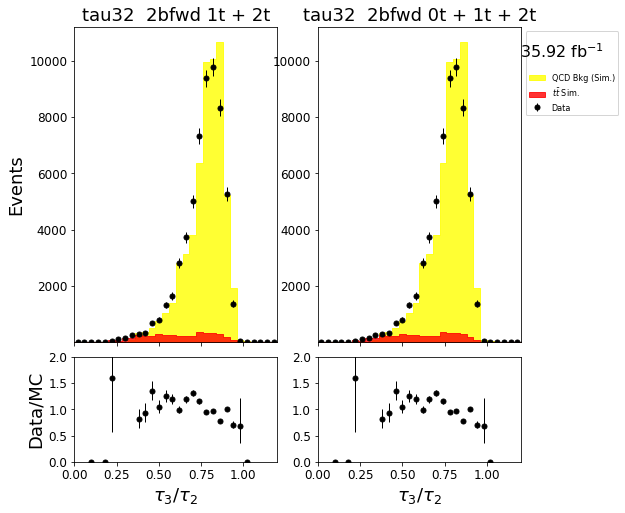 tau32  2bfwd 1t + 2t
tau32  2bfwd 0t + 1t + 2t
35.92 fb⁻¹
QCD Bkg (Sim.)
tt̄ Sim.
Data
Events
10000
8000
6000
4000
2000
10000
8000
6000
4000
2000
Data/MC
2.0
1.5
1.0
0.5
0.0
2.0
1.5
1.0
0.5
0.0
0.00 0.25 0.50 0.75 1.00
0.00 0.25 0.50 0.75 1.00
τ₃/τ₂
τ₃/τ₂